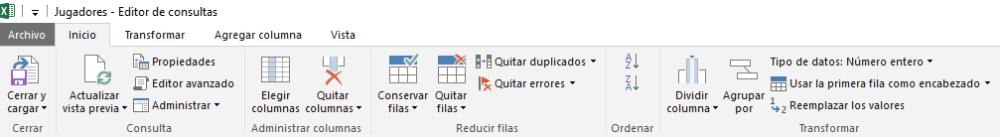 Jugadores - Editor de consultas
Archivo Inicio Transformar Agregar columna Vista
Cerrar y cargar
Cerrar
Actualizar vista previa
Propiedades
Editor avanzado
Administrar
Consulta
Elegir columnas
Quitar columnas
Administrar columnas
Conservar filas
Quitar filas
Quitar duplicados
Quitar errores
Reducir filas
A
Z
Z
A
Ordenar
Dividir columna
Agrupar por
Tipo de datos: Número entero
Usar la primera fila como encabezado
1
2
Reemplazar los valores
Transformar